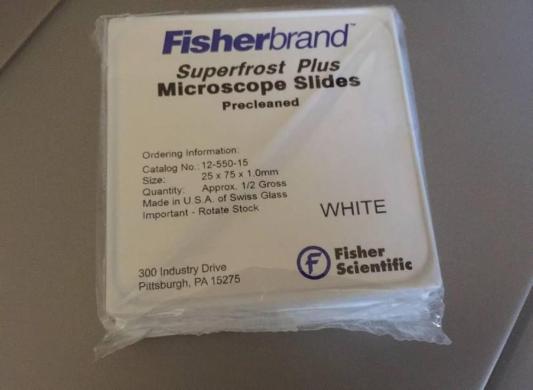 Fisherbrand™
Superfrost Plus
Microscope Slides
Precleaned
Ordering Information:
Catalog No.: 12-550-15
Size: 25 x 75 x 1.0mm
Quantity: Approx. 1/2 Gross
Made in U.S.A. of Swiss Glass
Important - Rotate Stock
WHITE
f Fisher
Scientific
300 Industry Drive
Pittsburgh, PA 15275